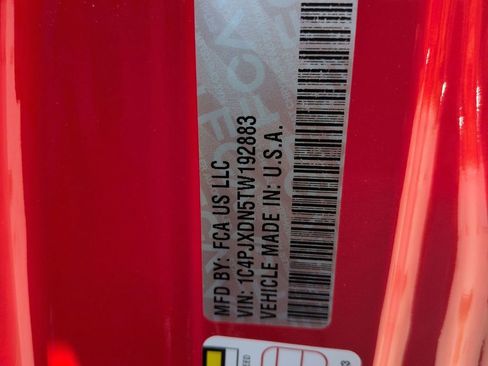 MFD BY: FCA US LLC
VIN: 1C4PJXDN5TW192883
VEHICLE MADE IN: U.S.A.